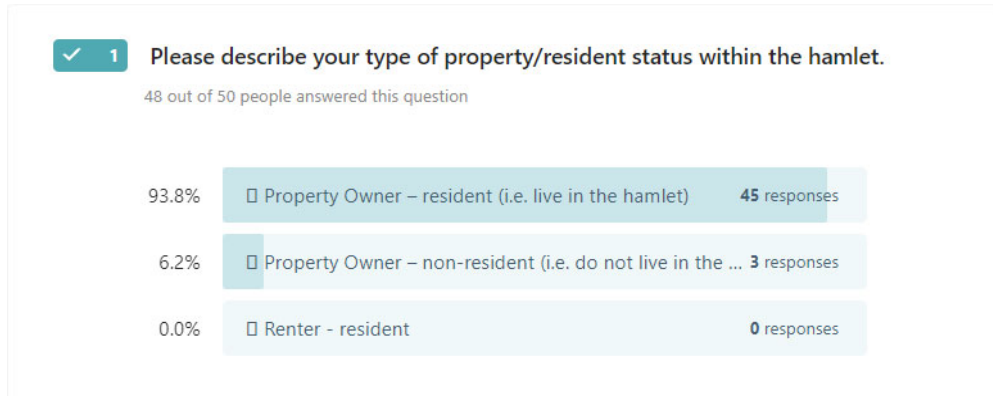 1 Please describe your type of property/resident status within the hamlet.
48 out of 50 people answered this question
93.8% ▯ Property Owner – resident (i.e. live in the hamlet) 45 responses
6.2% ▯ Property Owner – non-resident (i.e. do not live in the ... 3 responses
0.0% ▯ Renter - resident 0 responses